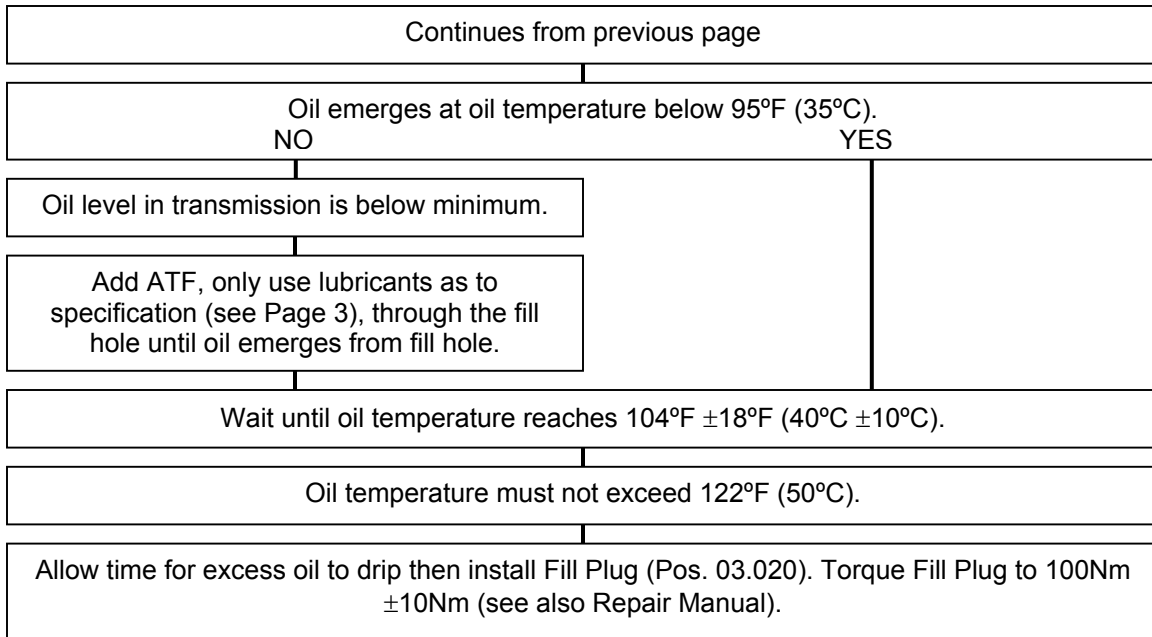 Continues from previous page
Oil emerges at oil temperature below 95ºF (35ºC).
NO YES
Oil level in transmission is below minimum.
Add ATF, only use lubricants as to
specification (see Page 3), through the fill
hole until oil emerges from fill hole.
Wait until oil temperature reaches 104ºF ±18ºF (40ºC ±10ºC).
Oil temperature must not exceed 122ºF (50ºC).
Allow time for excess oil to drip then install Fill Plug (Pos. 03.020). Torque Fill Plug to 100Nm
±10Nm (see also Repair Manual).